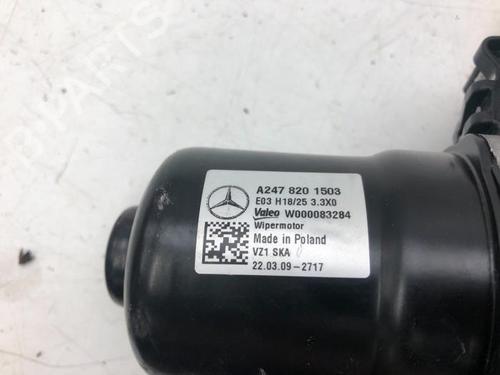 A247 820 1503
E03 H18/25 3.3X0
Valeo W000083284
Wipermotor
Made in Poland
VZ1 SKA
22.03.09-2717